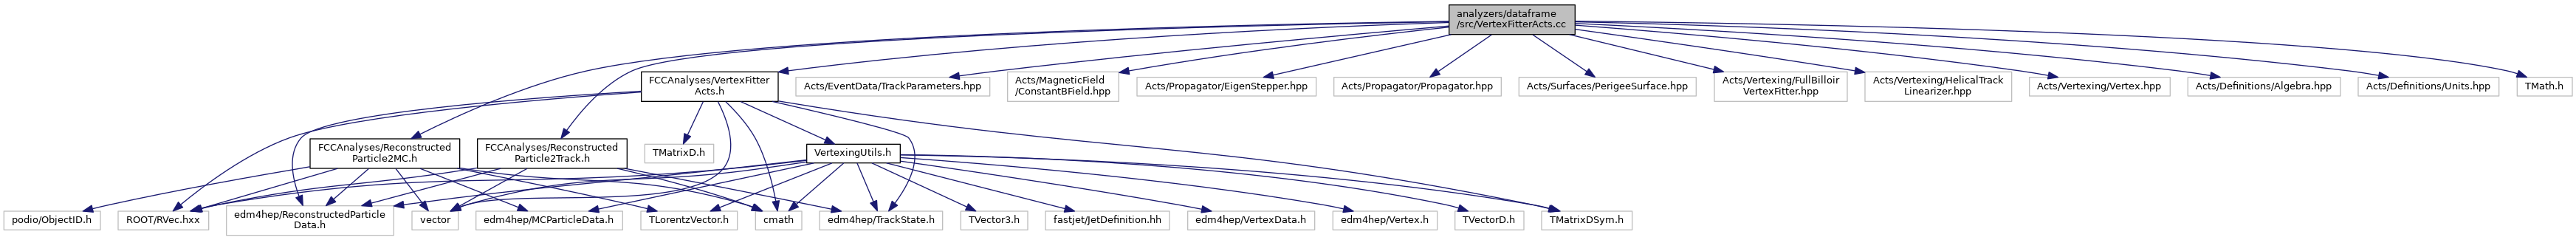 analyzers/dataframe
/src/VertexFitterActs.cc
FCCAnalyses/VertexFitter
Acts.h
Acts/EventData/TrackParameters.hpp
Acts/MagneticField
/ConstantBField.hpp
Acts/Propagator/EigenStepper.hpp
Acts/Propagator/Propagator.hpp
Acts/Surfaces/PerigeeSurface.hpp
Acts/Vertexing/FullBilloir
VertexFitter.hpp
Acts/Vertexing/HelicalTrack
Linearizer.hpp
Acts/Vertexing/Vertex.hpp
Acts/Definitions/Algebra.hpp
Acts/Definitions/Units.hpp
TMath.h
FCCAnalyses/Reconstructed
Particle2MC.h
FCCAnalyses/Reconstructed
Particle2Track.h
TMatrixD.h
VertexingUtils.h
podio/ObjectID.h
ROOT/RVec.hxx
edm4hep/ReconstructedParticle
Data.h
vector
edm4hep/MCParticleData.h
TLorentzVector.h
cmath
edm4hep/TrackState.h
TVector3.h
fastjet/JetDefinition.hh
edm4hep/VertexData.h
edm4hep/Vertex.h
TVectorD.h
TMatrixDSym.h